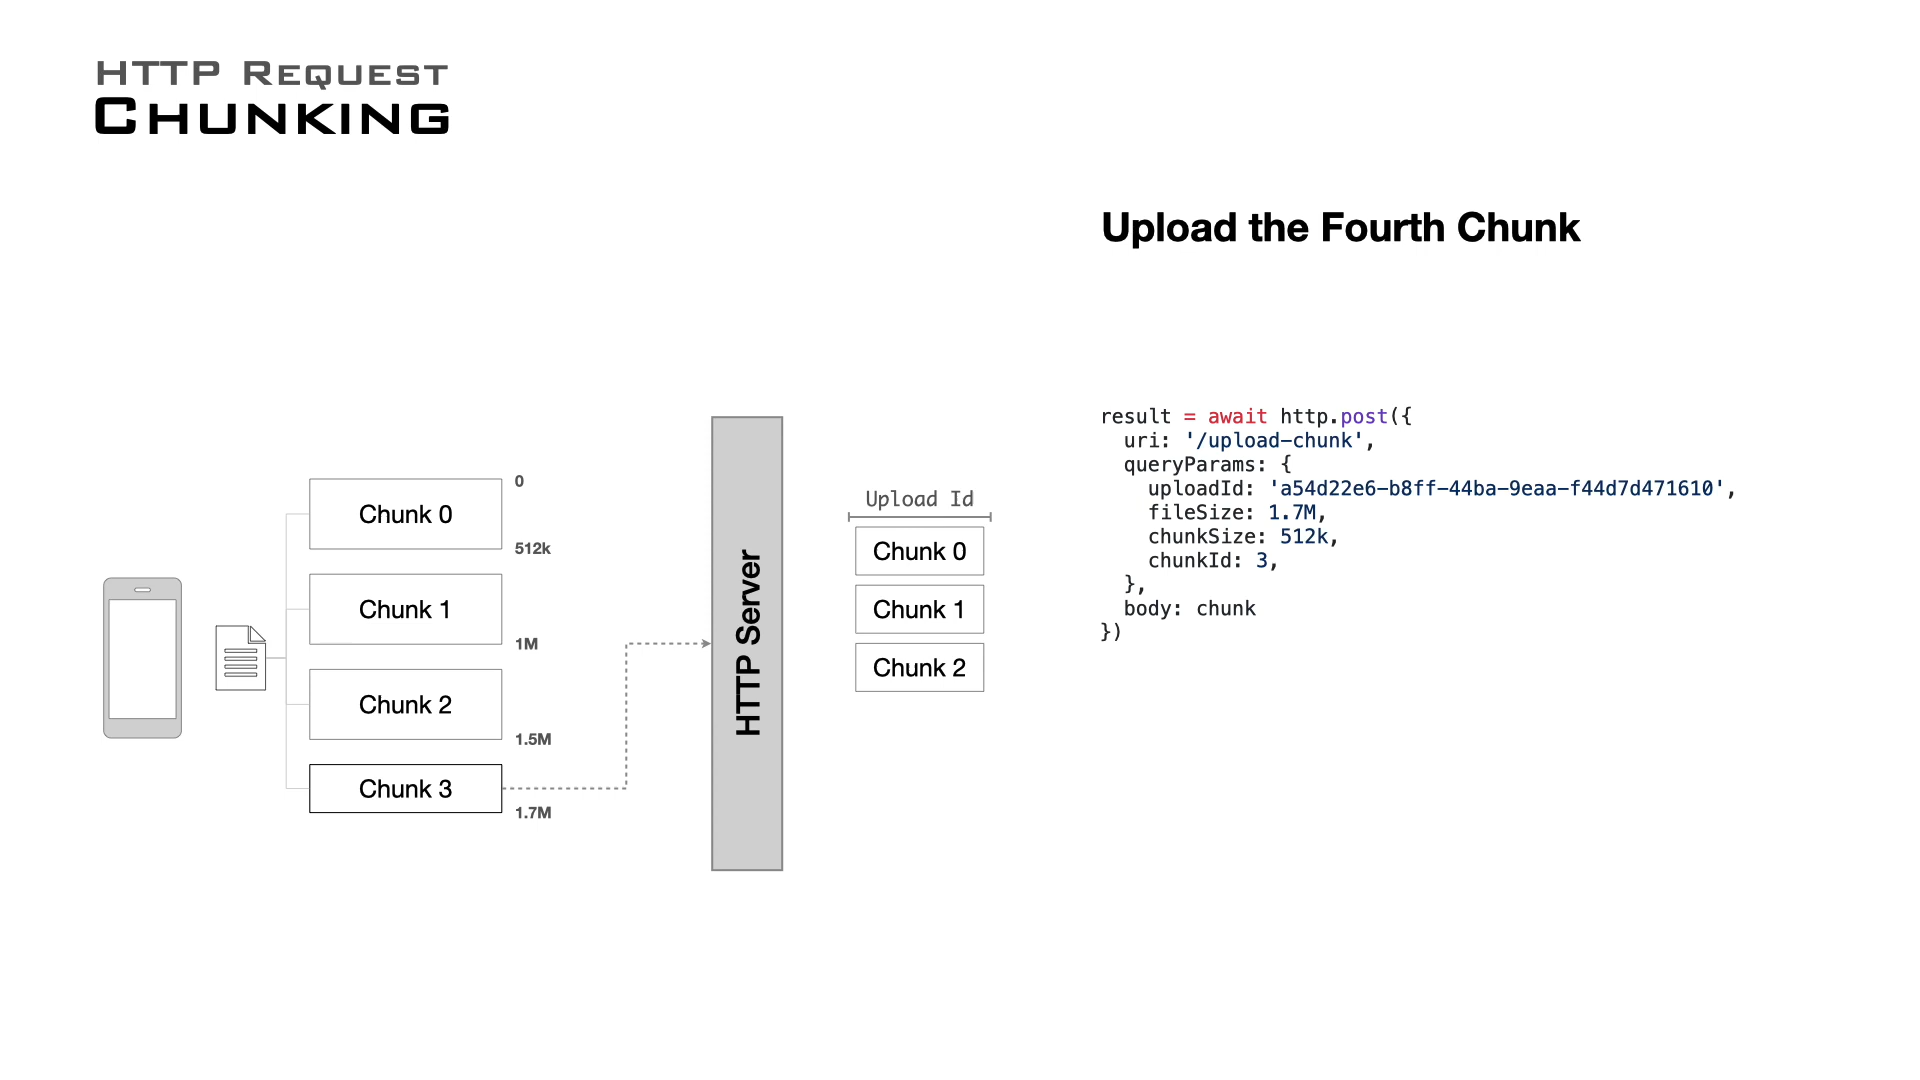 HTTP Request
Chunking
Upload the Fourth Chunk
0
Chunk 0
512k
Chunk 1
1M
Chunk 2
1.5M
Chunk 3
1.7M
HTTP Server
Upload Id
Chunk 0
Chunk 1
Chunk 2
result = await http.post({
  uri: '/upload-chunk',
  queryParams: {
    uploadId: 'a54d22e6-b8ff-44ba-9eaa-f44d7d471610',
    fileSize: 1.7M,
    chunkSize: 512k,
    chunkId: 3,
  },
  body: chunk
})